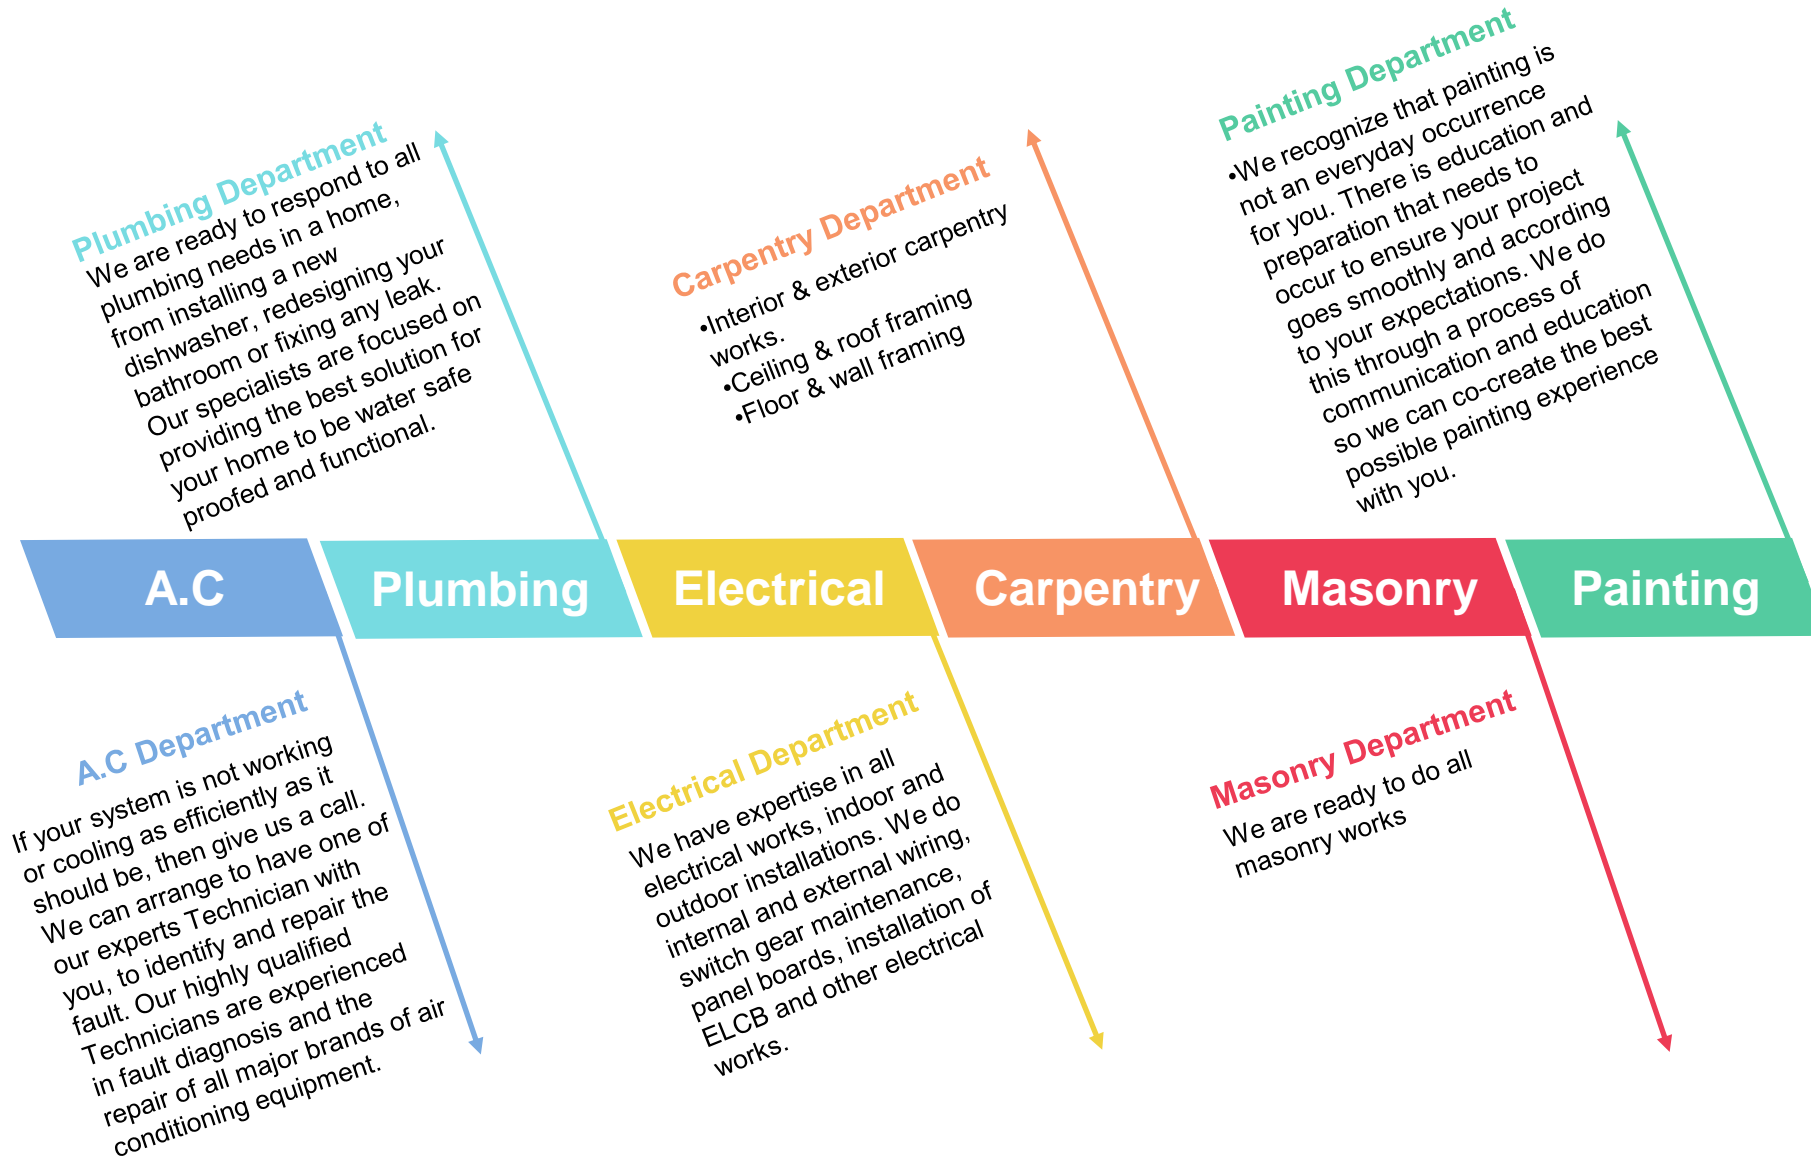 Plumbing Department
We are ready to respond to all
plumbing needs in a home,
from installing a new
dishwasher, redesigning your
bathroom or fixing any leak.
Our specialists are focused on
providing the best solution for
your home to be water safe
proofed and functional.
Carpentry Department
•Interior & exterior carpentry
works.
•Ceiling & roof framing
•Floor & wall framing
Painting Department
•We recognize that painting is
not an everyday occurrence
for you. There is education and
preparation that needs to
occur to ensure your project
goes smoothly and according
to your expectations. We do
this through a process of
communication and education
so we can co-create the best
possible painting experience
with you.
A.C
Plumbing
Electrical
Carpentry
Masonry
Painting
A.C Department
If your system is not working
or cooling as efficiently as it
should be, then give us a call.
We can arrange to have one of
our experts Technician with
you, to identify and repair the
fault. Our highly qualified
Technicians are experienced
in fault diagnosis and the
repair of all major brands of air
conditioning equipment.
Electrical Department
We have expertise in all
electrical works, indoor and
outdoor installations. We do
internal and external wiring,
switch gear maintenance,
panel boards, installation of
ELCB and other electrical
works.
Masonry Department
We are ready to do all
masonry works